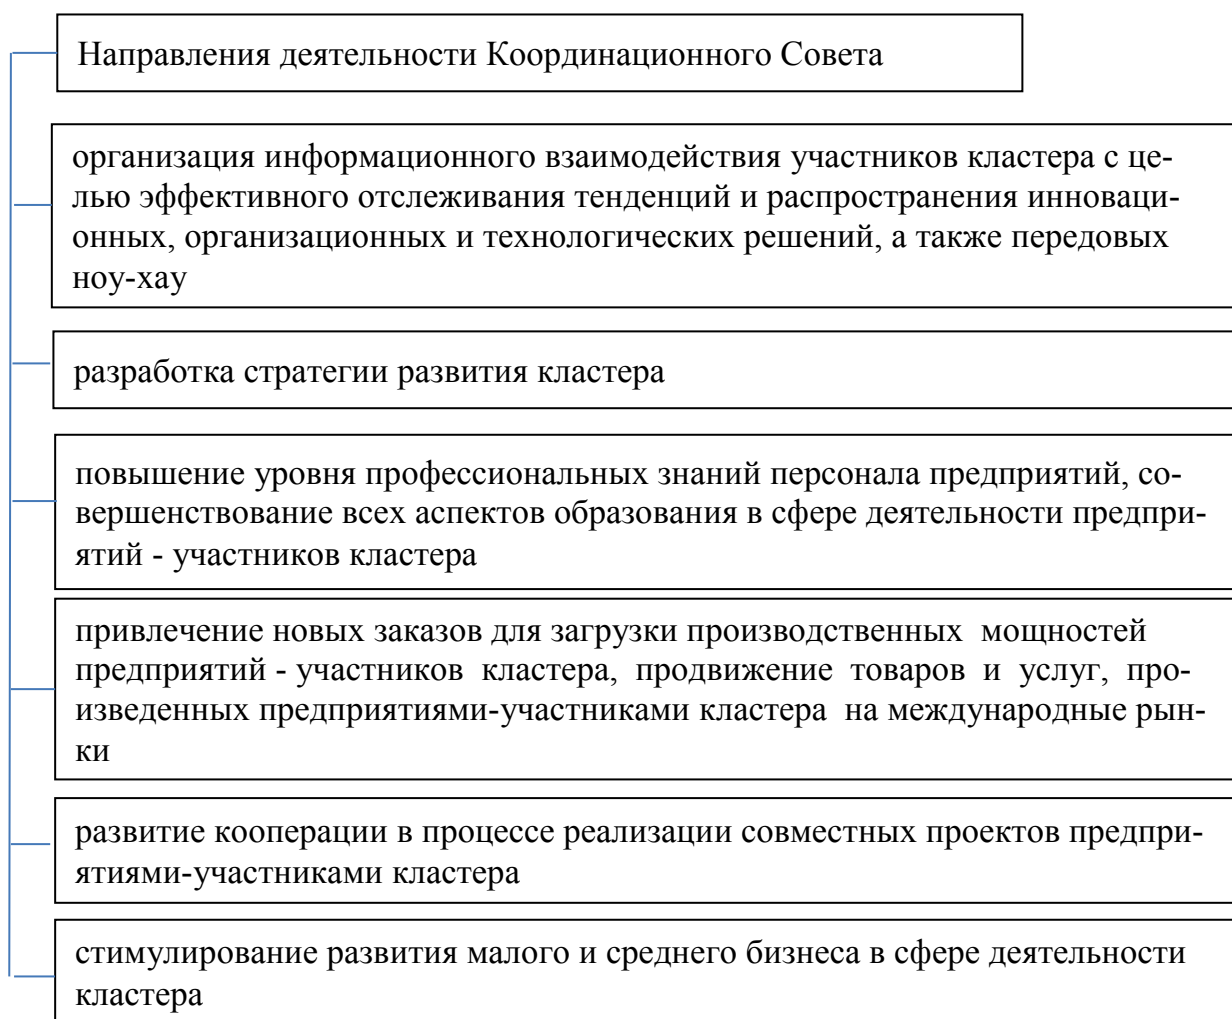 Направления деятельности Координационного Совета
организация информационного взаимодействия участников кластера с це-
лью эффективного отслеживания тенденций и распространения инноваци-
онных, организационных и технологических решений, а также передовых
ноу-хау
разработка стратегии развития кластера
повышение уровня профессиональных знаний персонала предприятий, со-
вершенствование всех аспектов образования в сфере деятельности предпри-
ятий - участников кластера
привлечение новых заказов для загрузки производственных мощностей
предприятий - участников кластера, продвижение товаров и услуг, про-
изведенных предприятиями-участниками кластера на международные рын-
ки
развитие кооперации в процессе реализации совместных проектов предпри-
ятиями-участниками кластера
стимулирование развития малого и среднего бизнеса в сфере деятельности
кластера